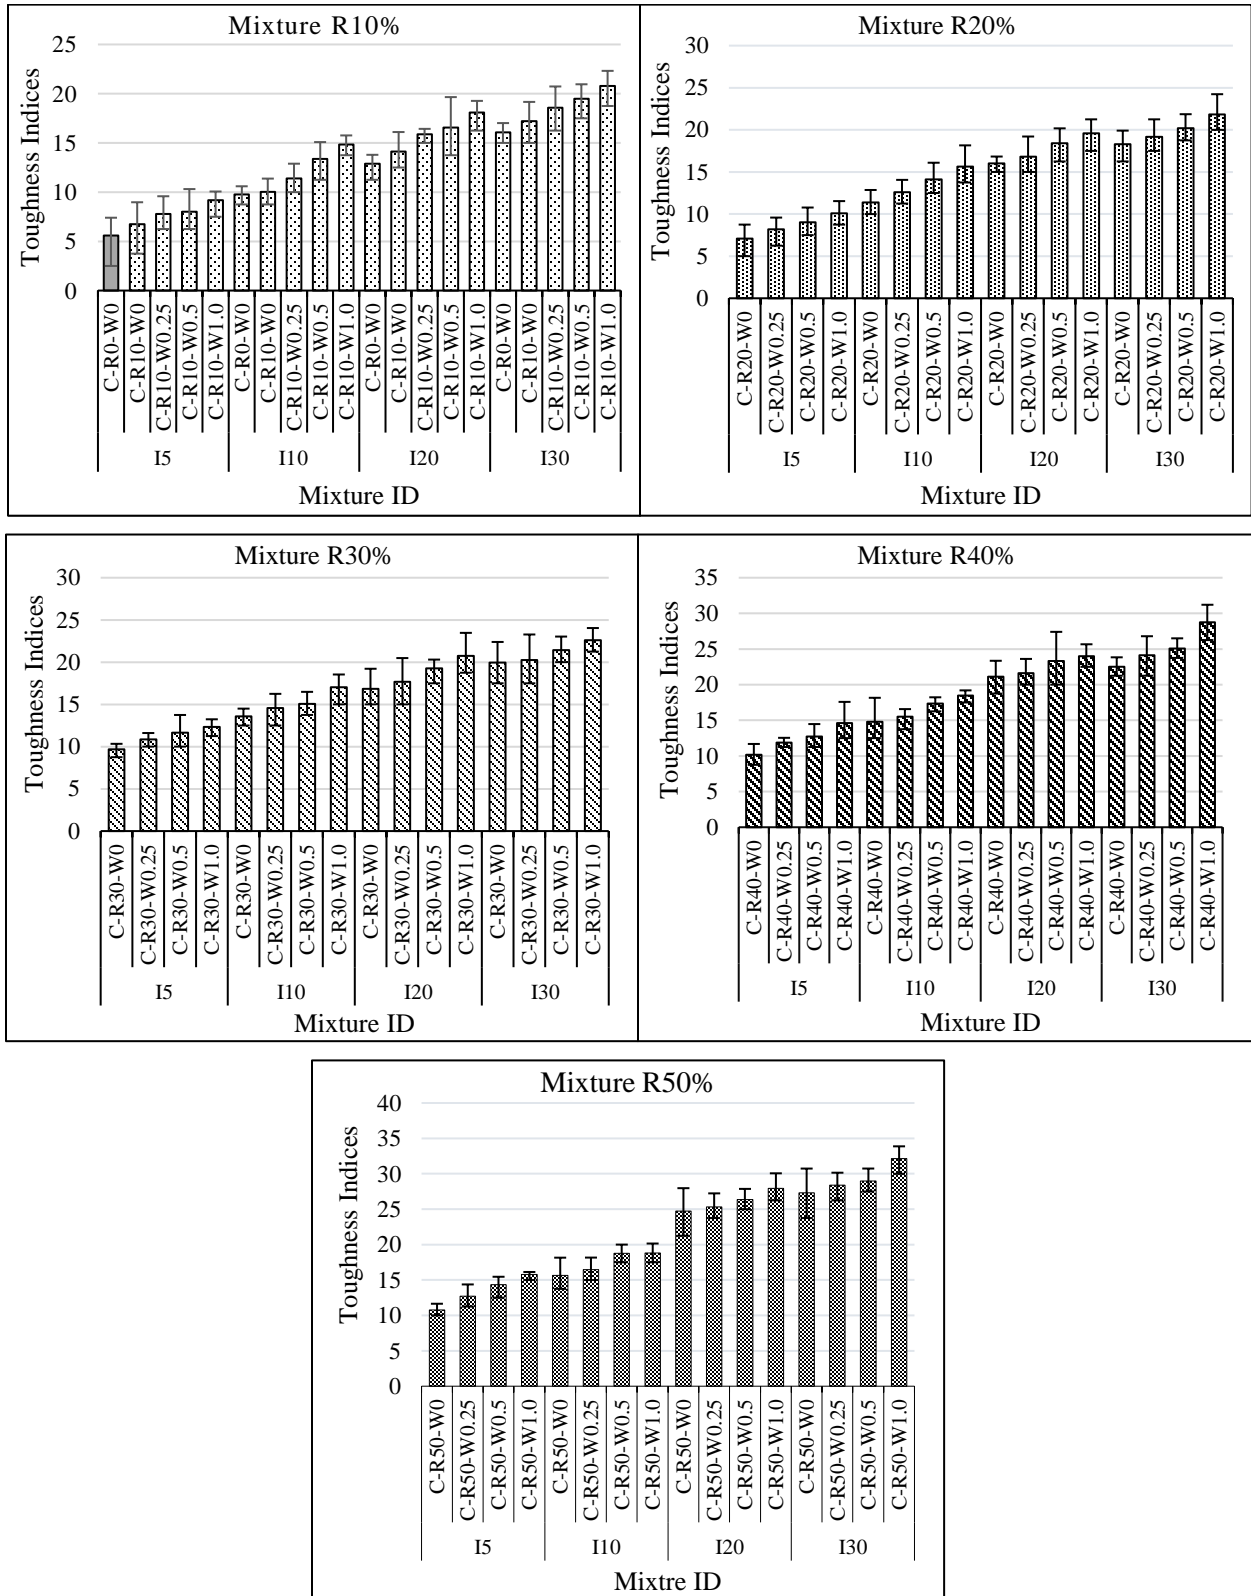 Mixture R10%
Toughness Indices
25
20
15
10
5
0
C-R0-W0
C-R10-W0
C-R10-W0.25
C-R10-W0.5
C-R10-W1.0
C-R0-W0
C-R10-W0
C-R10-W0.25
C-R10-W0.5
C-R10-W1.0
C-R0-W0
C-R10-W0
C-R10-W0.25
C-R10-W0.5
C-R10-W1.0
C-R0-W0
C-R10-W0
C-R10-W0.25
C-R10-W0.5
C-R10-W1.0
I5 I10 I20 I30
Mixture ID
Mixture R20%
Toughness Indices
30
25
20
15
10
5
0
C-R20-W0
C-R20-W0.25
C-R20-W0.5
C-R20-W1.0
C-R20-W0
C-R20-W0.25
C-R20-W0.5
C-R20-W1.0
C-R20-W0
C-R20-W0.25
C-R20-W0.5
C-R20-W1.0
C-R20-W0
C-R20-W0.25
C-R20-W0.5
C-R20-W1.0
I5 I10 I20 I30
Mixture ID
Mixture R30%
Toughness Indices
30
25
20
15
10
5
0
C-R30-W0
C-R30-W0.25
C-R30-W0.5
C-R30-W1.0
C-R30-W0
C-R30-W0.25
C-R30-W0.5
C-R30-W1.0
C-R30-W0
C-R30-W0.25
C-R30-W0.5
C-R30-W1.0
C-R30-W0
C-R30-W0.25
C-R30-W0.5
C-R30-W1.0
I5 I10 I20 I30
Mixture ID
Mixture R40%
Toughness Indices
35
30
25
20
15
10
5
0
C-R40-W0
C-R40-W0.25
C-R40-W0.5
C-R40-W1.0
C-R40-W0
C-R40-W0.25
C-R40-W0.5
C-R40-W1.0
C-R40-W0
C-R40-W0.25
C-R40-W0.5
C-R40-W1.0
C-R40-W0
C-R40-W0.25
C-R40-W0.5
C-R40-W1.0
I5 I10 I20 I30
Mixture ID
Mixture R50%
Toughness Indices
40
35
30
25
20
15
10
5
0
C-R50-W0
C-R50-W0.25
C-R50-W0.5
C-R50-W1.0
C-R50-W0
C-R50-W0.25
C-R50-W0.5
C-R50-W1.0
C-R50-W0
C-R50-W0.25
C-R50-W0.5
C-R50-W1.0
C-R50-W0
C-R50-W0.25
C-R50-W0.5
C-R50-W1.0
I5 I10 I20 I30
Mixtre ID